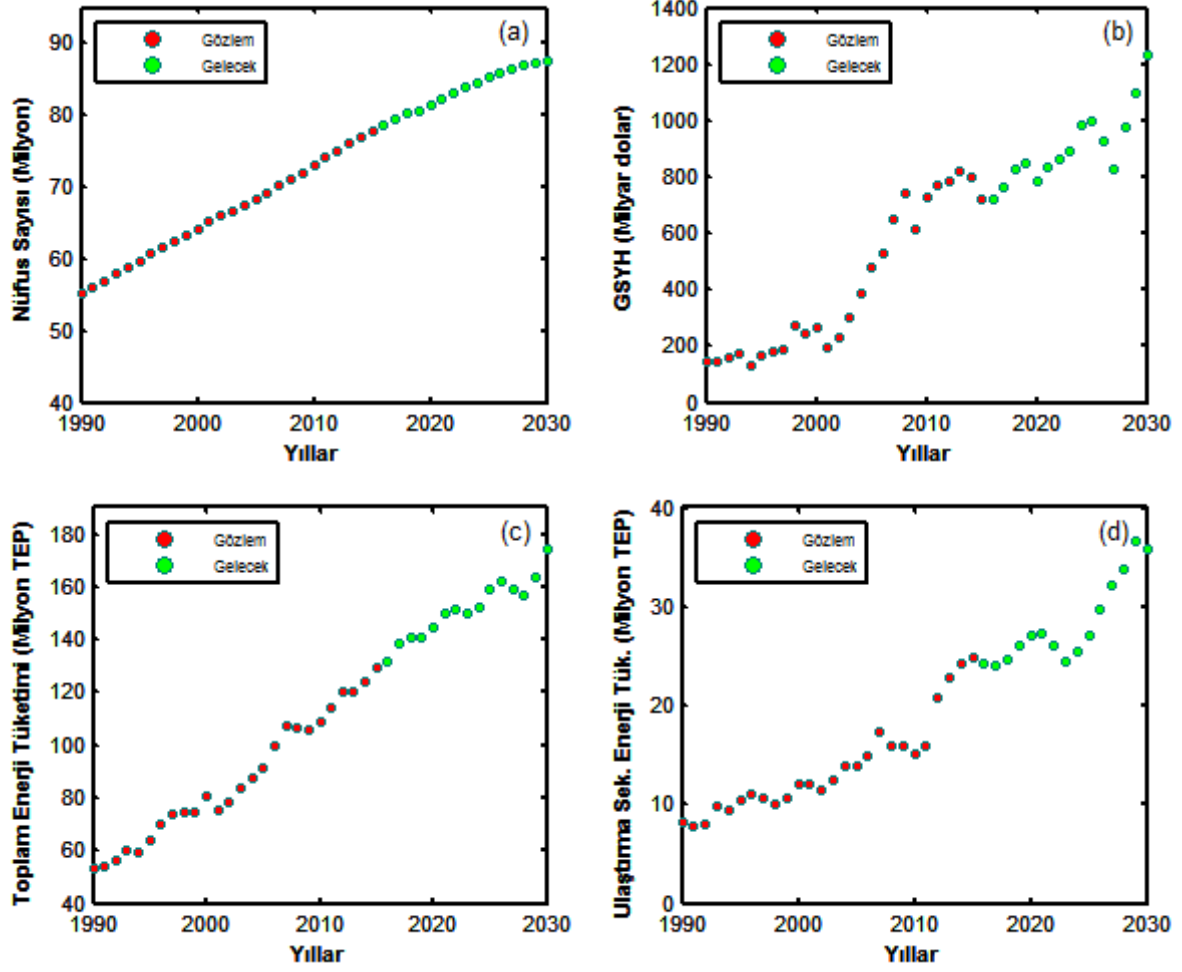 (a)
Gözlem
Gelecek
90
80
70
60
50
40
1990 2000 2010 2020 2030
Nüfus Sayısı (Milyon)
Yıllar
(b)
Gözlem
Gelecek
1400
1200
1000
800
600
400
200
0
1990 2000 2010 2020 2030
GSYH (Milyar dolar)
Yıllar
(c)
Gözlem
Gelecek
180
160
140
120
100
80
60
40
1990 2000 2010 2020 2030
Toplam Enerji Tüketimi (Milyon TEP)
Yıllar
(d)
Gözlem
Gelecek
40
30
20
10
0
1990 2000 2010 2020 2030
Ulaştırma Sek. Enerji Tük. (Milyon TEP)
Yıllar